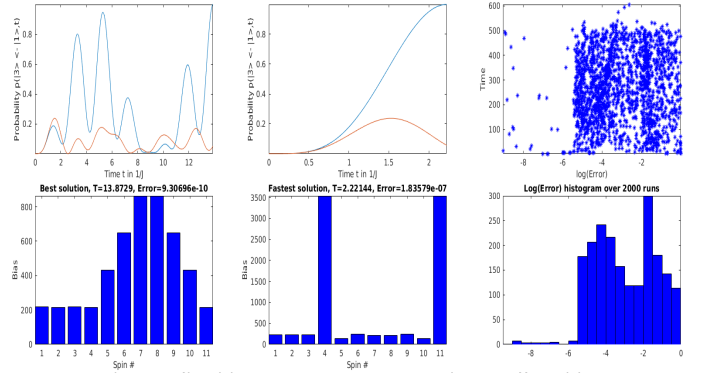 Probability p(|3> <- |1>,t)
0.8
0.6
0.4
0.2
0 2 4 6 8 10 12
Time t in 1/J
Probability p(|3> <- |1>,t)
0.8
0.6
0.4
0.2
0 0.5 1 1.5 2
Time t in 1/J
Time
600
500
400
300
200
100
0
-8 -6 -4 -2
log(Error)
Best solution, T=13.8729, Error=9.30696e-10
Bias
800
600
400
200
0
1 2 3 4 5 6 7 8 9 10 11
Spin #
Fastest solution, T=2.22144, Error=1.83579e-07
Bias
3500
3000
2500
2000
1500
1000
500
0
1 2 3 4 5 6 7 8 9 10 11
Spin #
Log(Error) histogram over 2000 runs
300
250
200
150
100
50
0
-8 -6 -4 -2 0